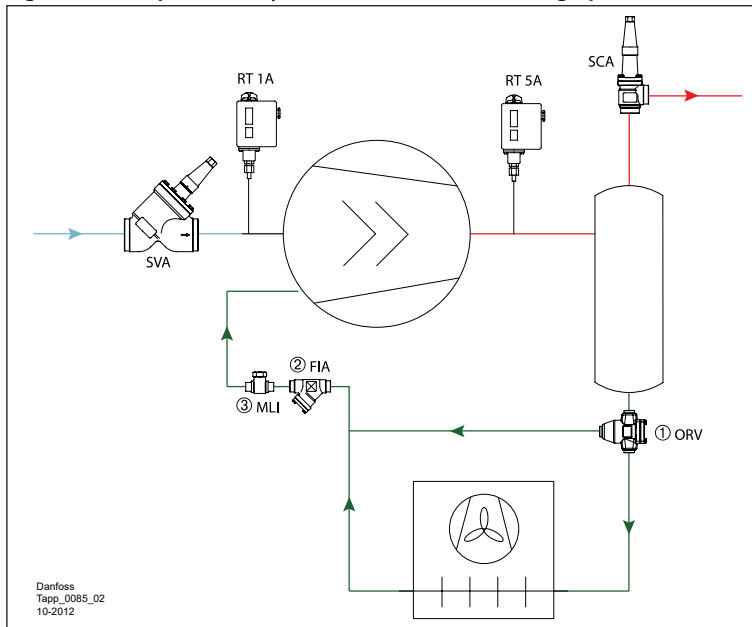 RT 1A
RT 5A
SCA
SVA
② FIA
③ MLI
① ORV
Danfoss
Tapp_0085_02
10-2012